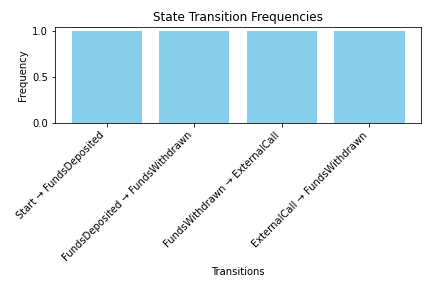 State Transition Frequencies
Frequency
1.0
0.5
0.0
Start → FundsDeposited
FundsDeposited → FundsWithdrawn
FundsWithdrawn → ExternalCall
ExternalCall → FundsWithdrawn
Transitions